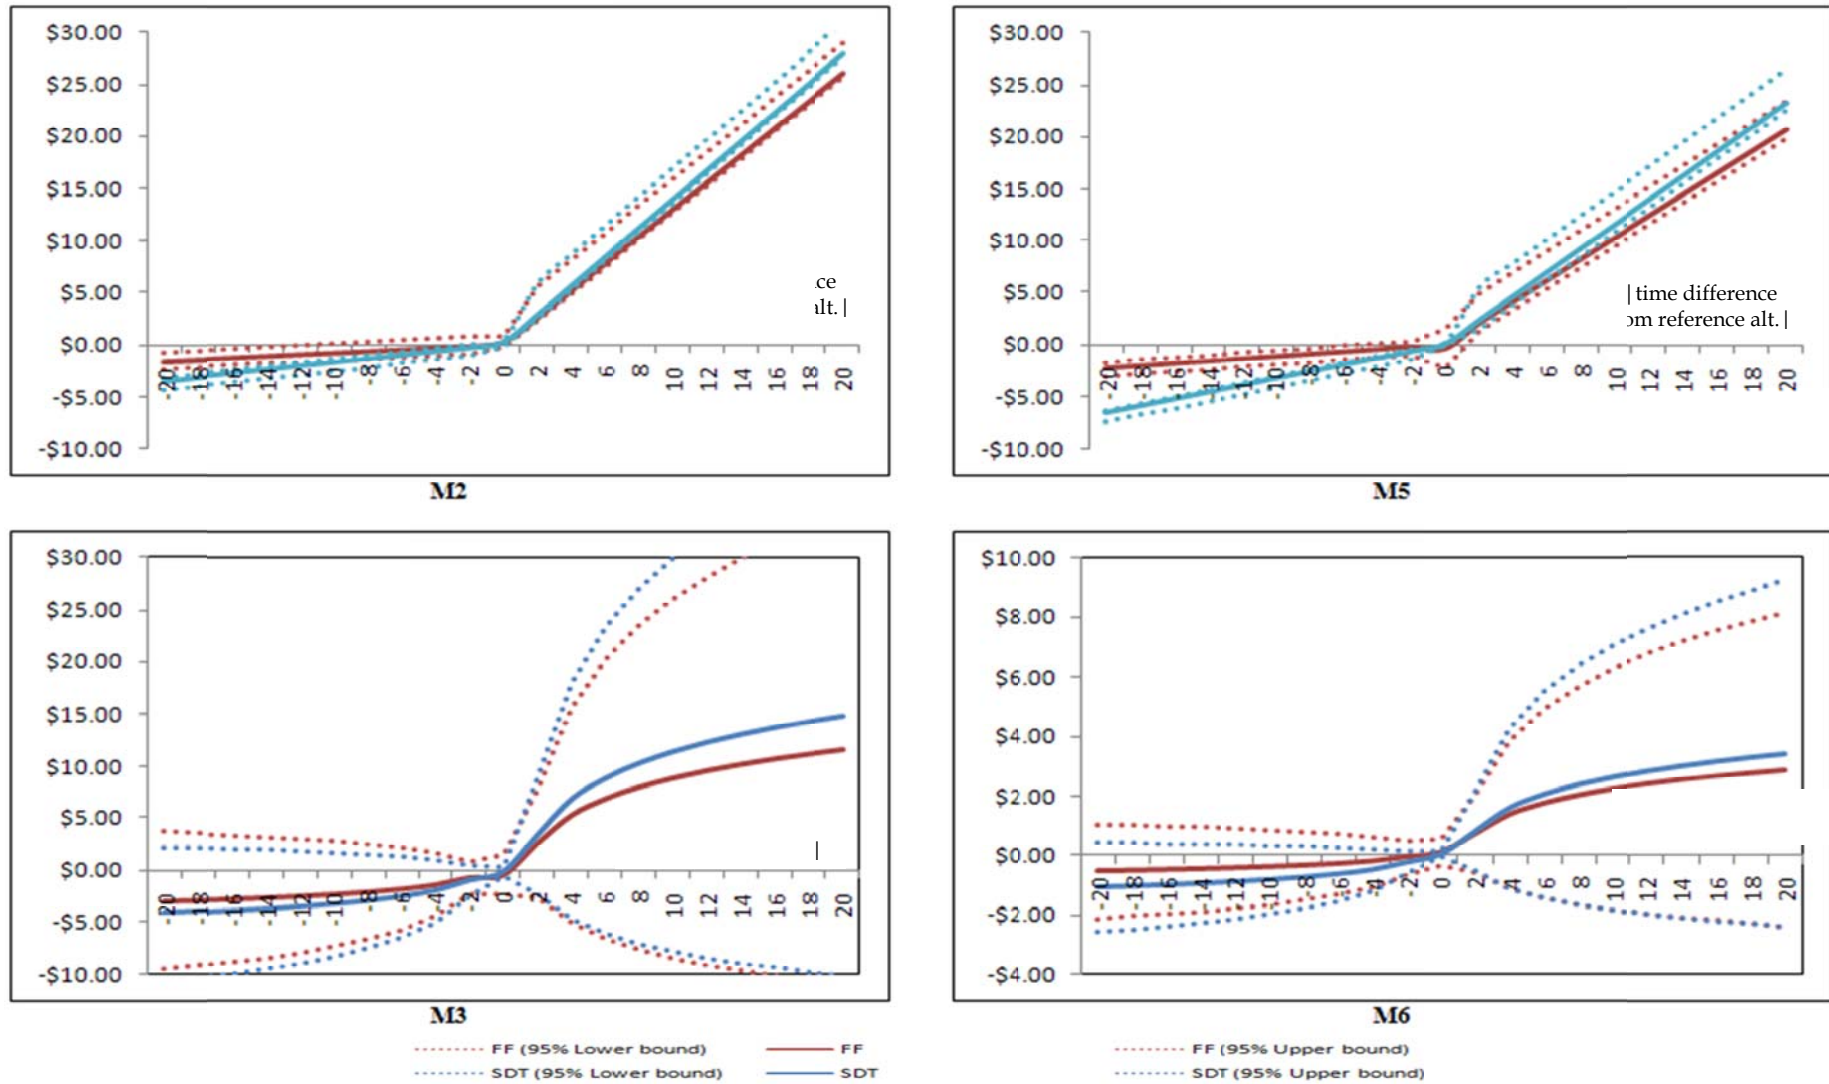 $30.00
$25.00
$20.00
$15.00
$10.00
$5.00
$0.00
-$5.00
-$10.00
-20 -18 -16 -14 -12 -10 -8 -6 -4 -2 0 2 4 6 8 10 12 14 16 18 20
alt. |
M2
$30.00
$25.00
$20.00
$15.00
$10.00
$5.00
$0.00
-$5.00
-$10.00
-20 -18 -16 -14 -12 -10 -8 -6 -4 -2 0 2 4 6 8 10 12 14 16 18 20
| time difference
om reference alt. |
M5
$30.00
$25.00
$20.00
$15.00
$10.00
$5.00
$0.00
-$5.00
-$10.00
-20 -18 -16 -14 -12 -10 -8 -6 -4 -2 0 2 4 6 8 10 12 14 16 18 20
|
M3
$10.00
$8.00
$6.00
$4.00
$2.00
$0.00
-$2.00
-$4.00
-20 -18 -16 -14 -12 -10 -8 -6 -4 -2 0 2 4 6 8 10 12 14 16 18 20
M6
FF (95% Lower bound) FF FF (95% Upper bound)
SDT (95% Lower bound) SDT SDT (95% Upper bound)